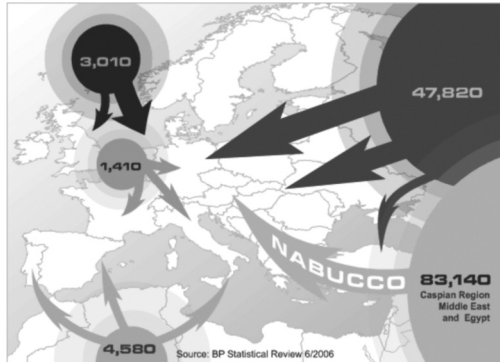 3,010
47,820
1,410
NABUCCO
83,140
Caspian Region
Middle East
and Egypt
4,580
Source: BP Statistical Review 6/2006